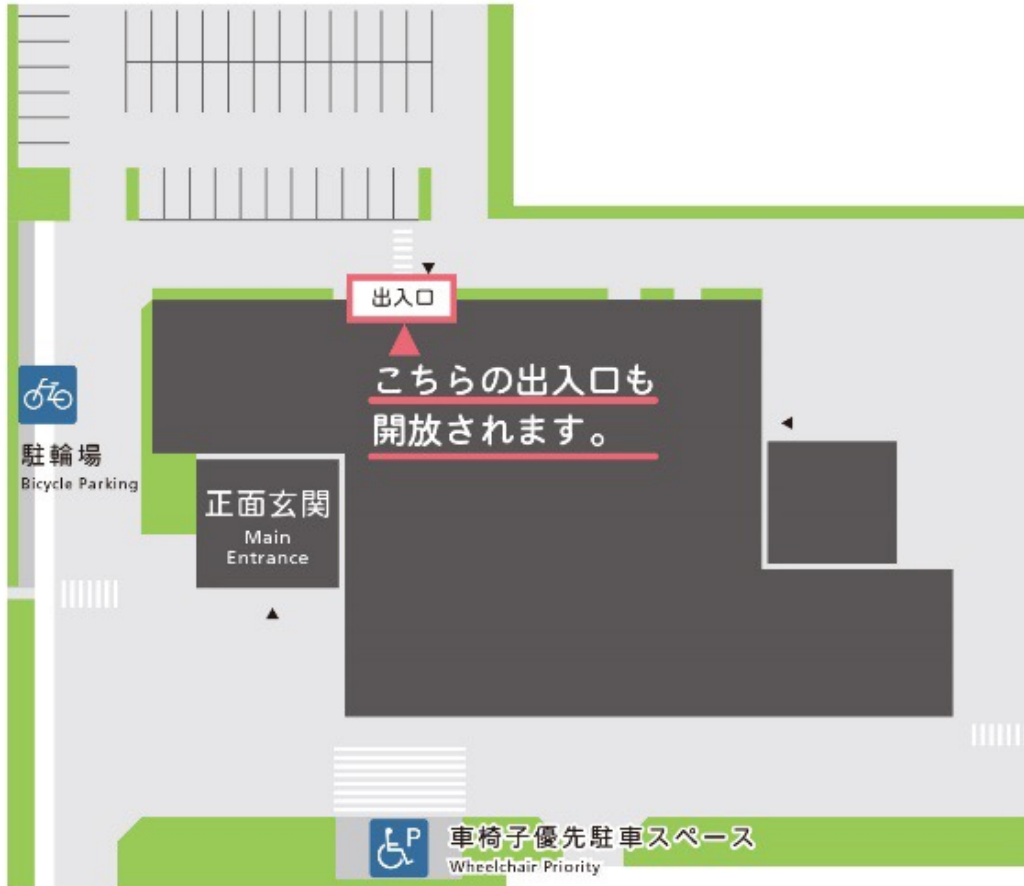 出入口
こちらの出入口も
開放されます。
駐輪場
Bicycle Parking
正面玄関
Main
Entrance
P
車椅子優先駐車スペース
Wheelchair Priority